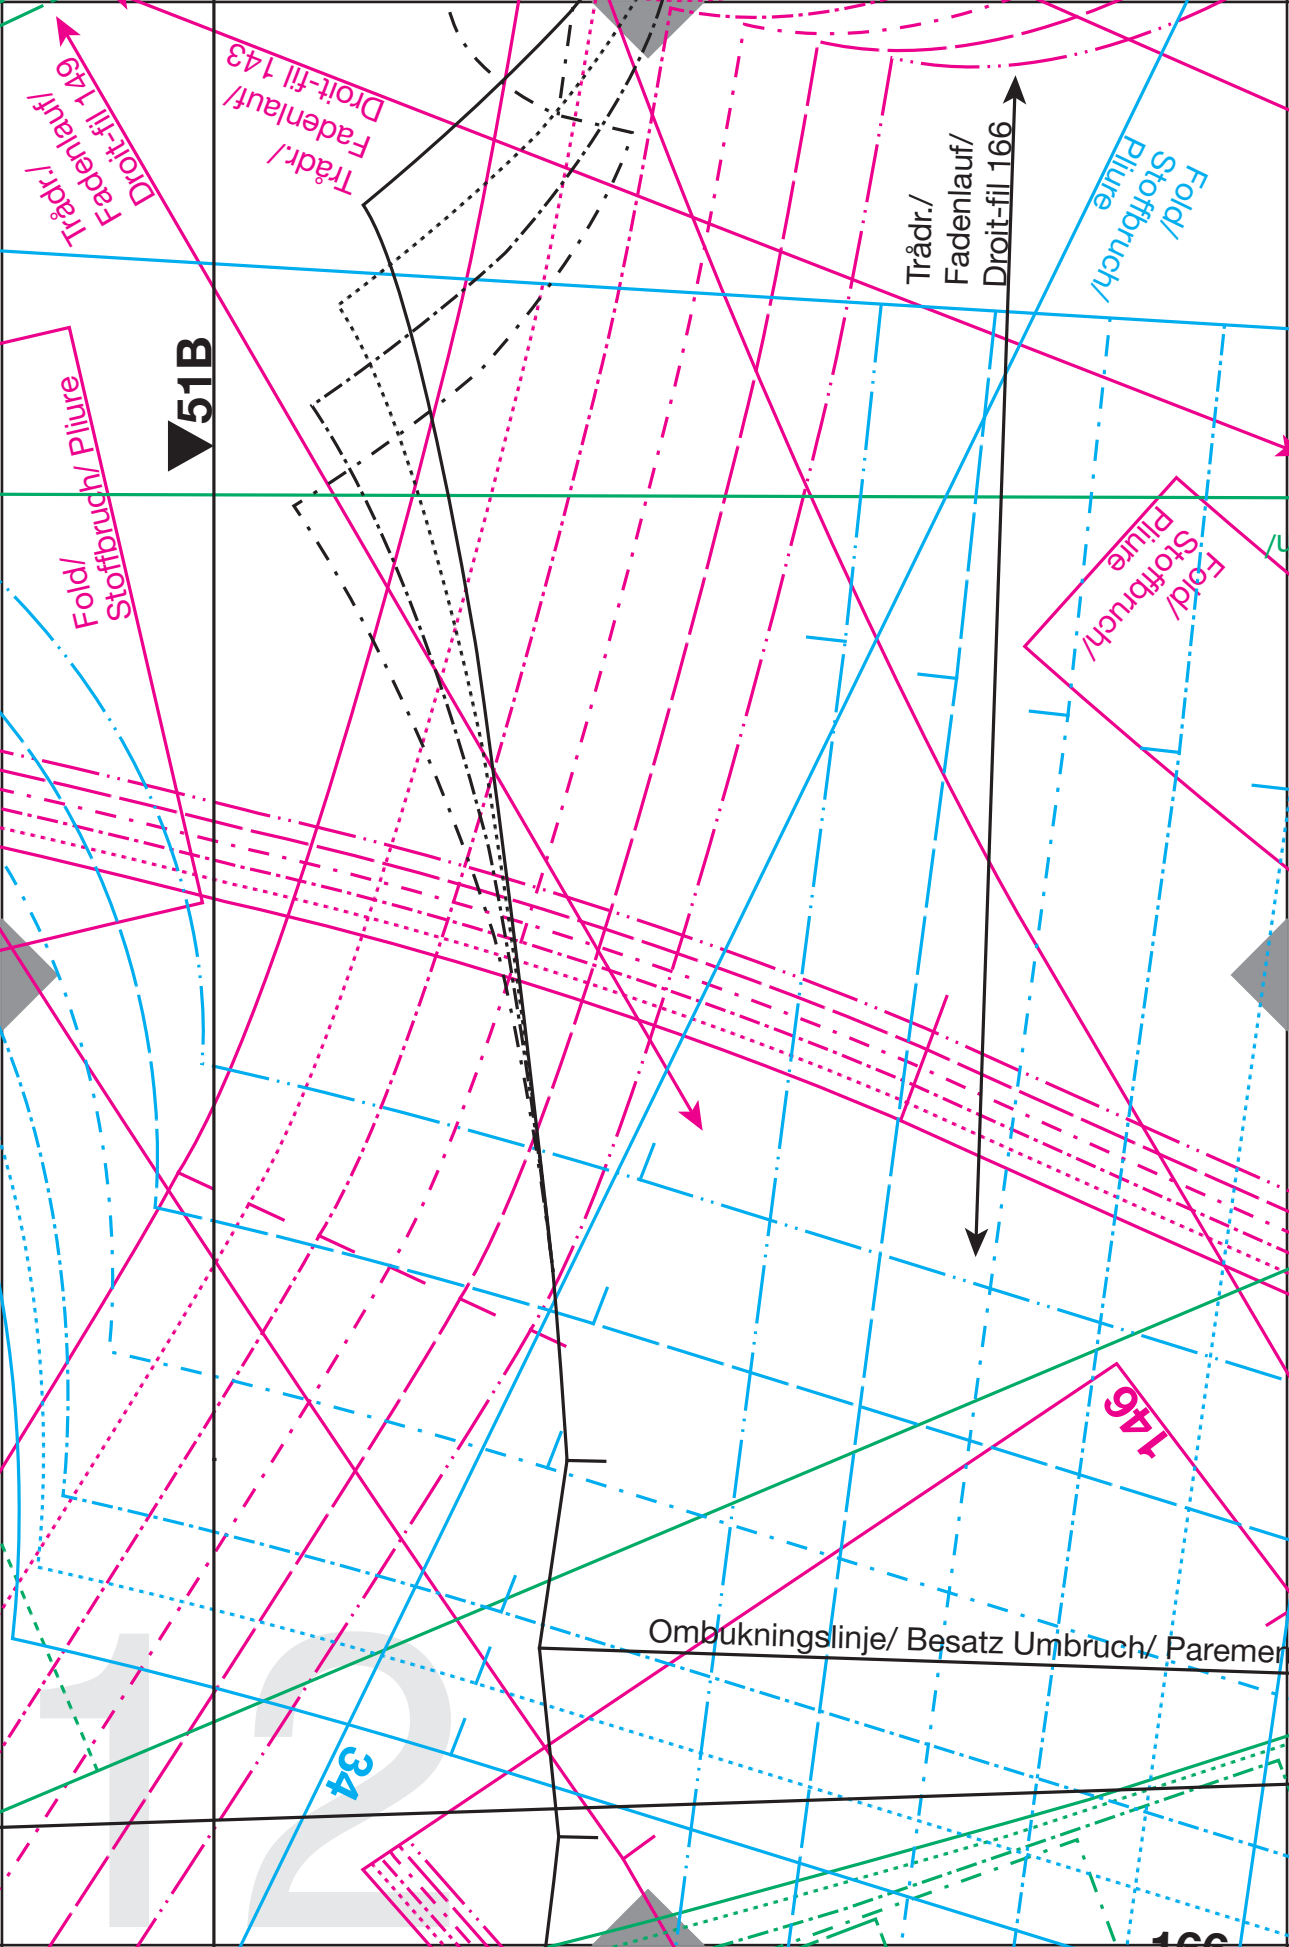 Trådr./
Fadenlauf/
Droit-fil 149
Trådr./
Fadenlauf/
Droit-fil 143
Trådr./
Fadenlauf/
Droit-fil 166
Fold/
Stoffbruch/
Pliure
51B
Fold/
Stoffbruch/ Pliure
Fold/
Stoffbruch/
Pliure
146
Ombukningslinje/ Besatz Umbruch/
34
12